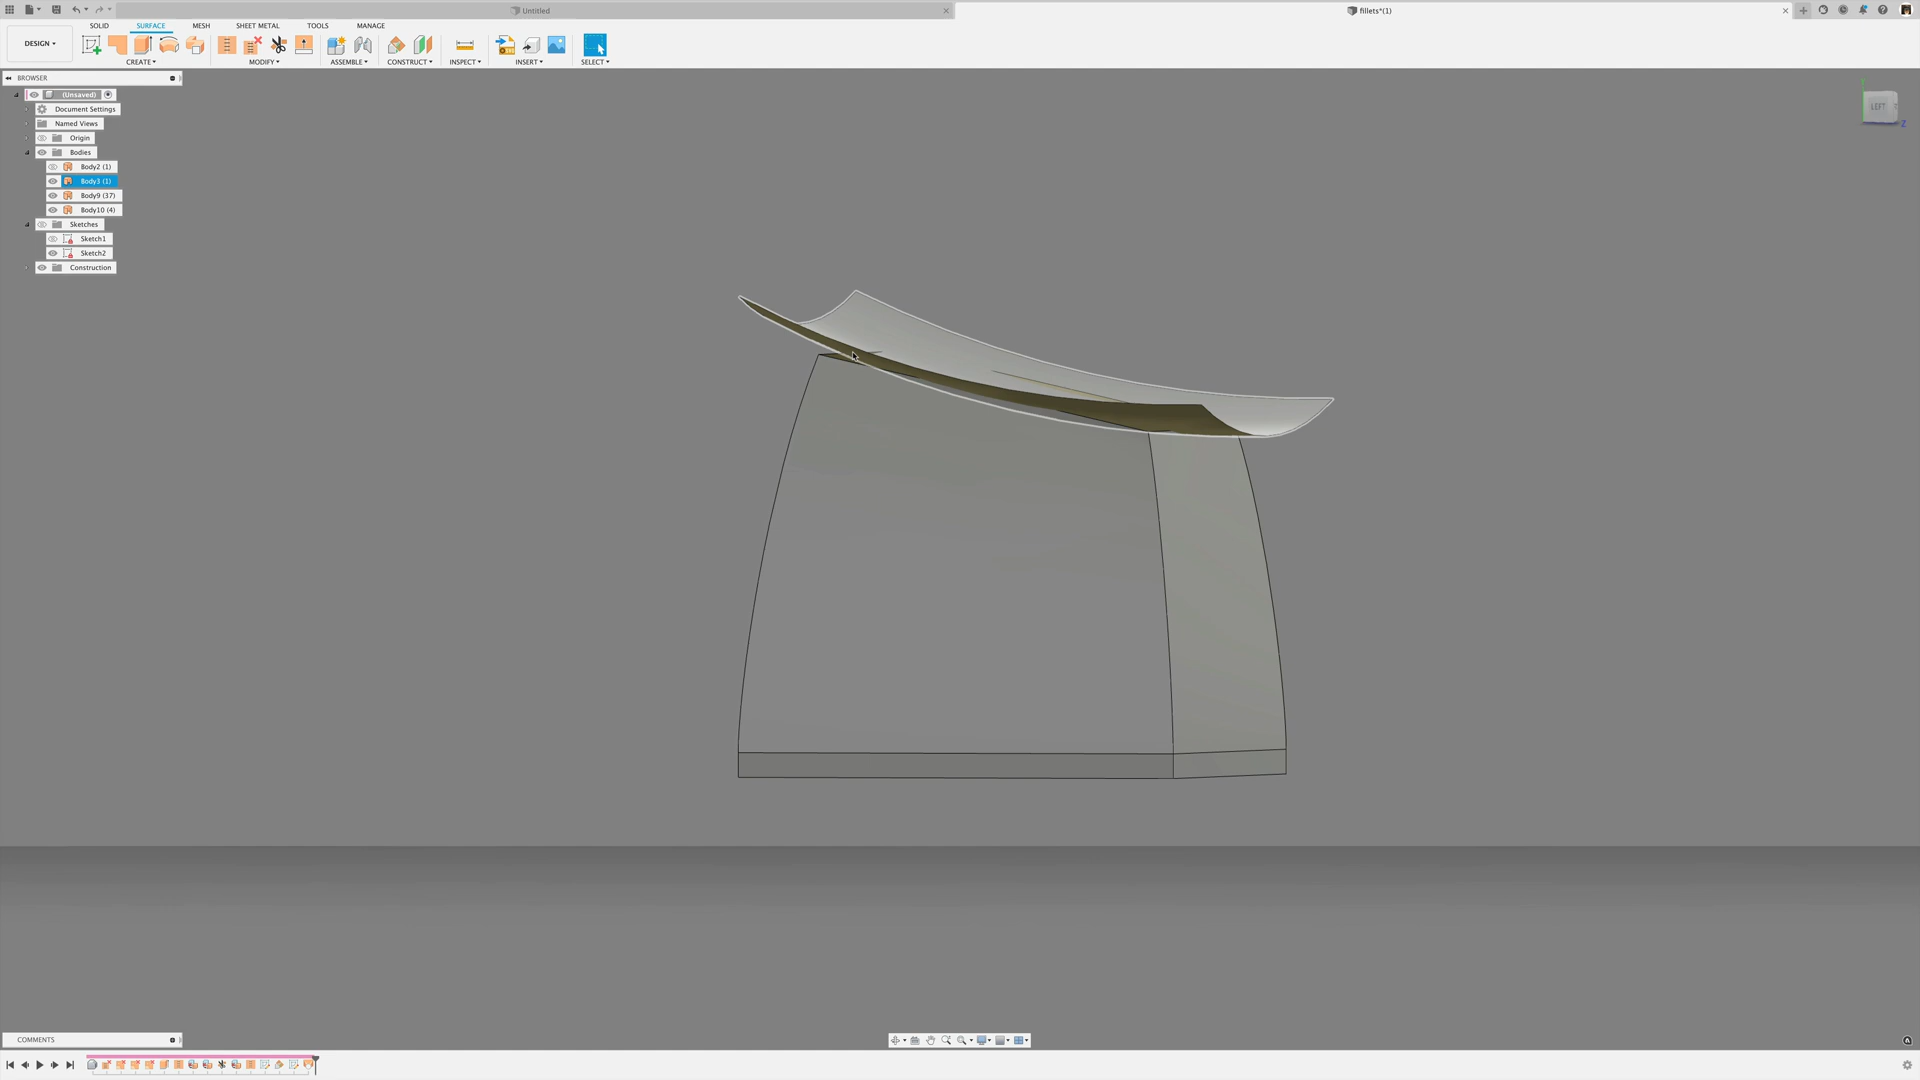 Untitled
fillets*(1)
SOLID
SURFACE
MESH
SHEET METAL
TOOLS
MANAGE
DESIGN
CREATE
MODIFY
ASSEMBLE
CONSTRUCT
INSPECT
INSERT
SELECT
BROWSER
(Unsaved)
Document Settings
Named Views
Origin
Bodies
Body2 (1)
Body3 (1)
Body9 (37)
Body10 (4)
Sketches
Sketch1
Sketch2
Construction
LEFT
Z
COMMENTS